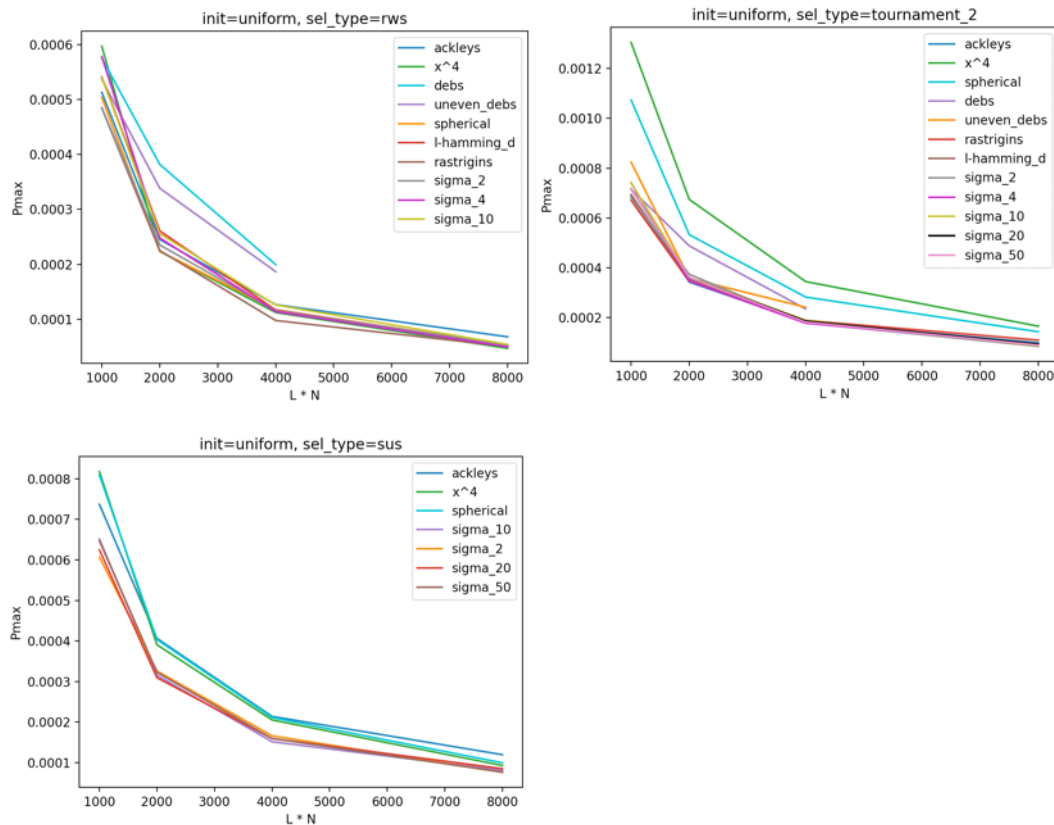 init=uniform, sel_type=rws
Pmax
0.0006
0.0005
0.0004
0.0003
0.0002
0.0001
1000 2000 3000 4000 5000 6000 7000 8000
L * N
ackleys
x^4
debs
uneven_debs
spherical
l-hamming_d
rastrigins
sigma_2
sigma_4
sigma_10
init=uniform, sel_type=tournament_2
Pmax
0.0012
0.0010
0.0008
0.0006
0.0004
0.0002
1000 2000 3000 4000 5000 6000 7000 8000
L * N
ackleys
x^4
spherical
debs
uneven_debs
rastrigins
l-hamming_d
sigma_2
sigma_4
sigma_10
sigma_20
sigma_50
init=uniform, sel_type=sus
Pmax
0.0008
0.0007
0.0006
0.0005
0.0004
0.0003
0.0002
0.0001
1000 2000 3000 4000 5000 6000 7000 8000
L * N
ackleys
x^4
spherical
sigma_10
sigma_2
sigma_20
sigma_50